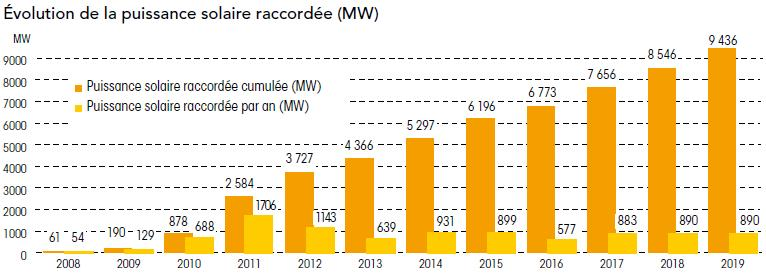 Évolution de la puissance solaire raccordée (MW)
MW
9000
8000
7000
6000
5000
4000
3000
2000
1000
0
Puissance solaire raccordée cumulée (MW)
Puissance solaire raccordée par an (MW)
61 54
190 129
878 688
2 584 1706
3 727 1143
4 366 639
5 297 931
6 196 899
6 773 577
7 656 883
8 546 890
9 436 890
2008 2009 2010 2011 2012 2013 2014 2015 2016 2017 2018 2019